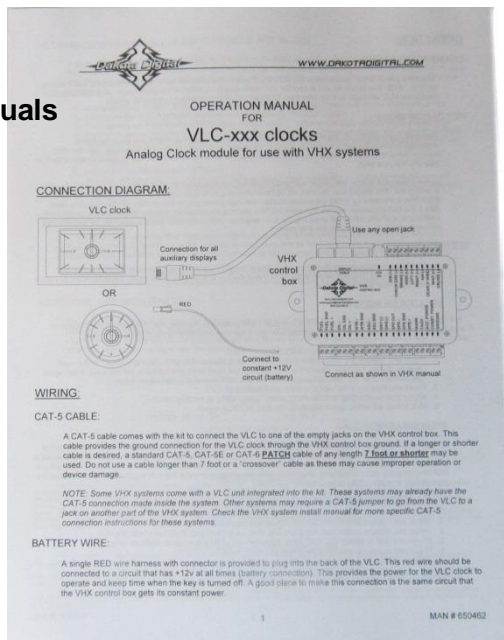 Dakota Digital
WWW.DAKOTADIGITAL.COM
uals
OPERATION MANUAL
FOR
VLC-xxx clocks
Analog Clock module for use with VHX systems
CONNECTION DIAGRAM:
VLC clock
Use any open jack
Connection for all
auxiliary displays
VHX
control
box
OR
RED
Connect to
constant +12V
circuit (battery)
Connect as shown in VHX manual
WIRING:
CAT-5 CABLE:
A CAT-5 cable comes with the kit to connect the VLC to one of the empty jacks on the VHX control box. This
cable provides the ground connection for the VLC clock through the VHX control box ground. If a longer or shorter
cable is desired, a standard CAT-5, CAT-5E or CAT-6 PATCH cable of any length 7 foot or shorter may be
used. Do not use a cable longer than 7 foot or a 'crossover' cable as these may cause improper operation or
device damage.
NOTE: Some VHX systems come with a VLC unit integrated into the kit. These systems may already have the
CAT-5 connection made inside the system. Other systems may require a CAT-5 jumper to go from the VLC to a
jack on another part of the VHX system. Check the VHX system install manual for more specific CAT-5
connection instructions for these systems.
BATTERY WIRE:
A single RED wire harness with connector is provided to plug into the back of the VLC. This red wire should be
connected to a circuit that has +12v at all times (battery connection). This provides the power for the VLC clock to
operate and keep time when the key is turned off. A good place to make this connection is the same circuit that
the VHX control box gets its constant power.
1
MAN # 650462